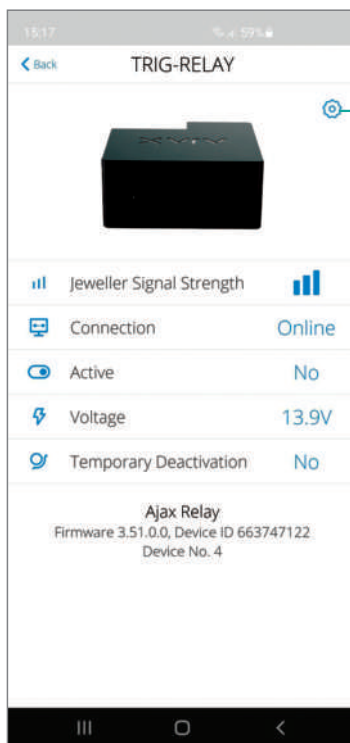 15:17 59%
Back TRIG-RELAY
AJAX
Jeweller Signal Strength
Connection Online
Active No
Voltage 13.9V
Temporary Deactivation No
Ajax Relay
Firmware 3.51.0.0, Device ID 663747122
Device No. 4